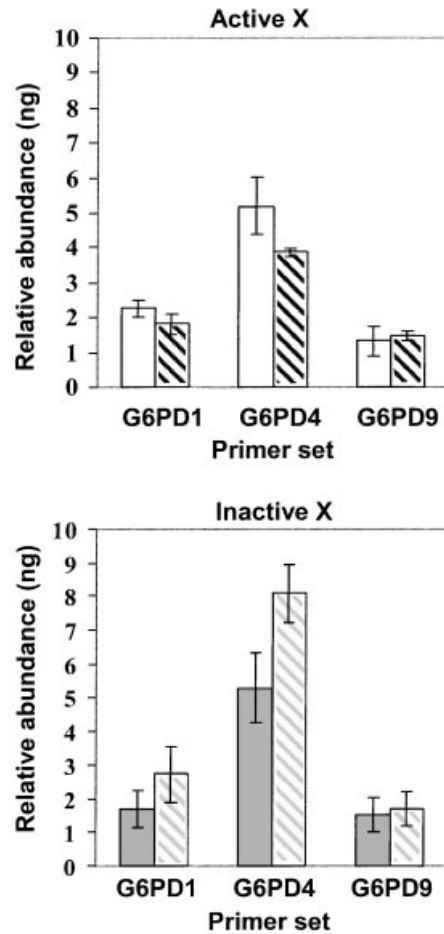 Active X
Relative abundance (ng)
10
9
8
7
6
5
4
3
2
1
0
G6PD1 G6PD4 G6PD9
Primer set
Inactive X
Relative abundance (ng)
10
9
8
7
6
5
4
3
2
1
0
G6PD1 G6PD4 G6PD9
Primer set